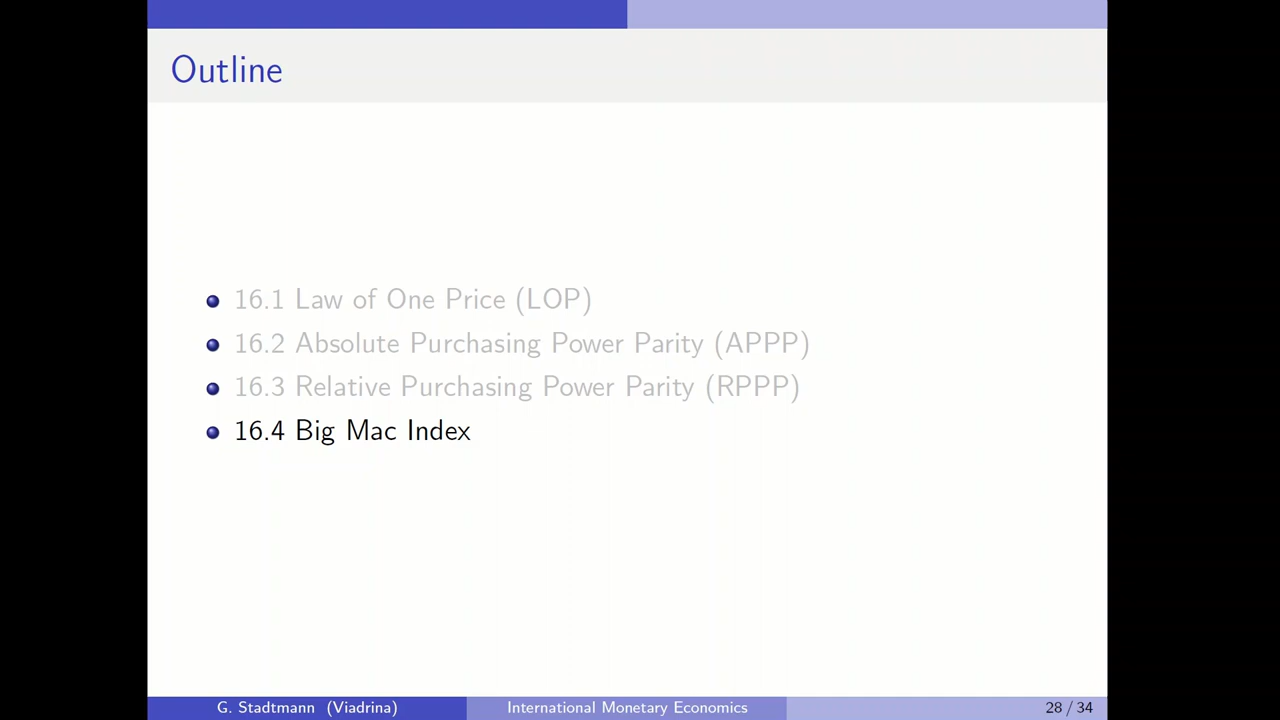 Outline
16.1 Law of One Price (LOP)
16.2 Absolute Purchasing Power Parity (APPP)
16.3 Relative Purchasing Power Parity (RPPP)
16.4 Big Mac Index
G. Stadtmann (Viadrina)
International Monetary Economics
28 / 34